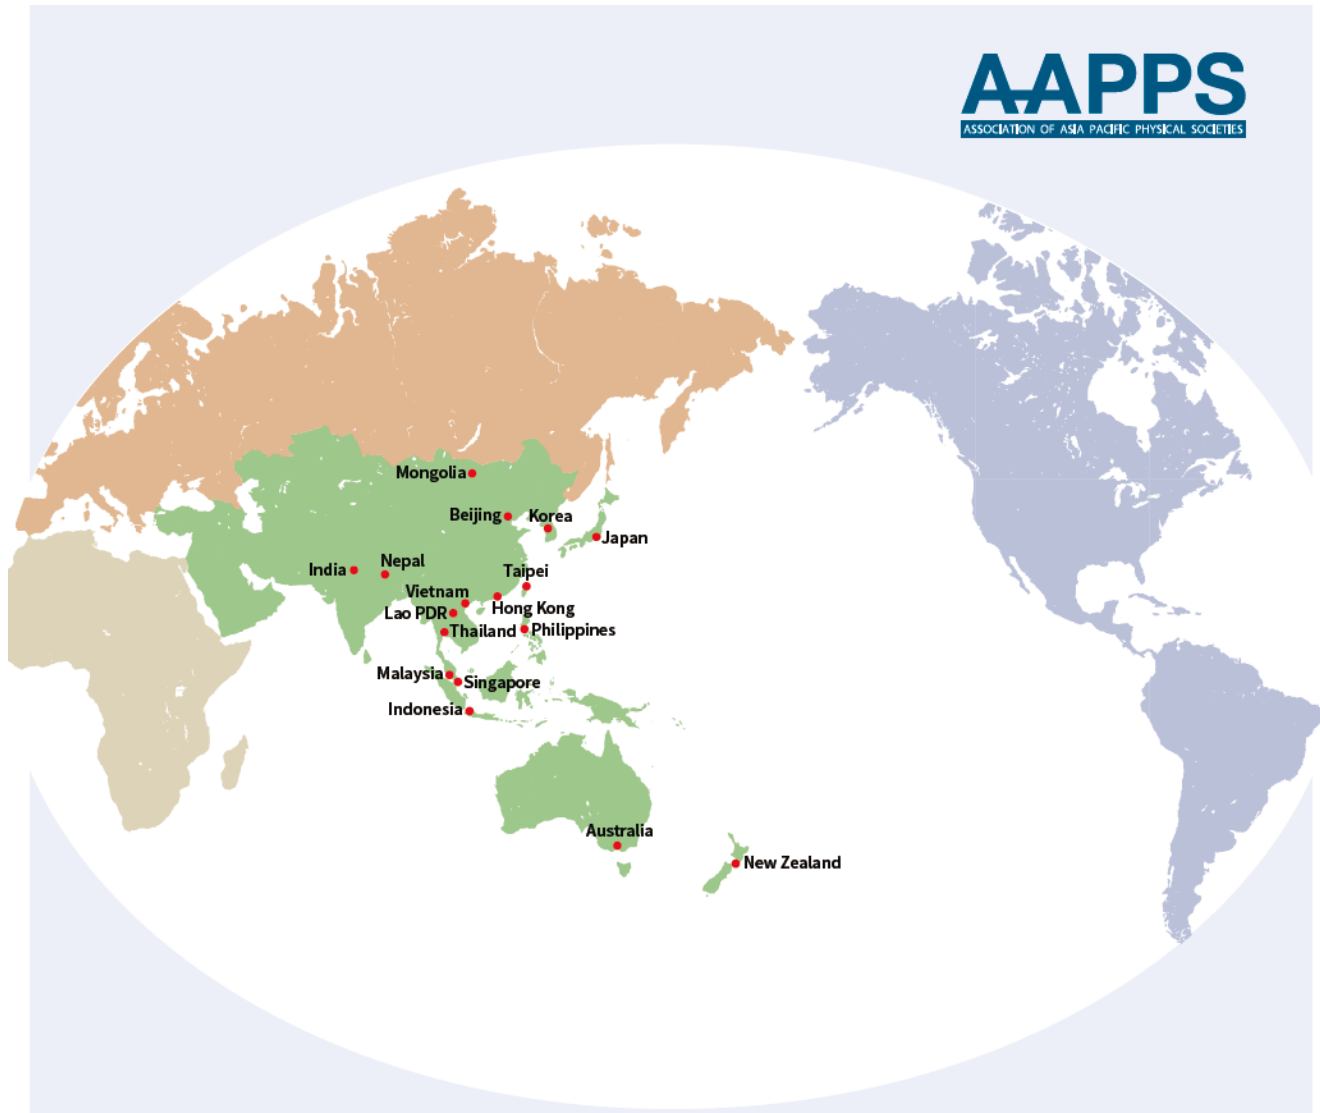 AAPPS
ASSOCIATION OF ASIA PACIFIC PHYSICAL SOCIETIES
Mongolia
Beijing
Korea
Japan
India
Nepal
Taipei
Vietnam
Hong Kong
Lao PDR
Thailand
Philippines
Malaysia
Singapore
Indonesia
Australia
New Zealand